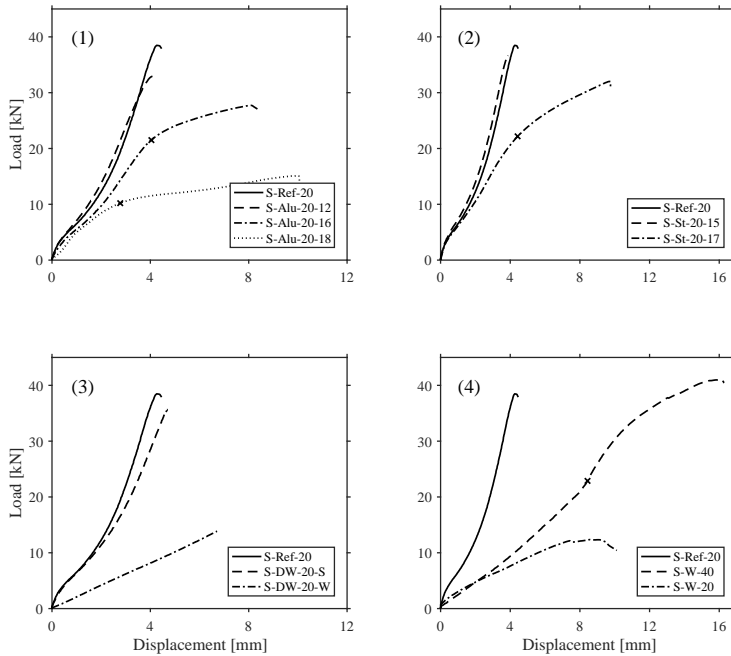 (1)
40
30
20
10
0
Load [kN]
S-Ref-20
S-Alu-20-12
S-Alu-20-16
S-Alu-20-18
0 4 8 12
(2)
40
30
20
10
0
S-Ref-20
S-St-20-15
S-St-20-17
0 4 8 12 16
(3)
40
30
20
10
0
Load [kN]
S-Ref-20
S-DW-20-S
S-DW-20-W
0 4 8 12
Displacement [mm]
(4)
40
30
20
10
0
S-Ref-20
S-W-40
S-W-20
0 4 8 12 16
Displacement [mm]